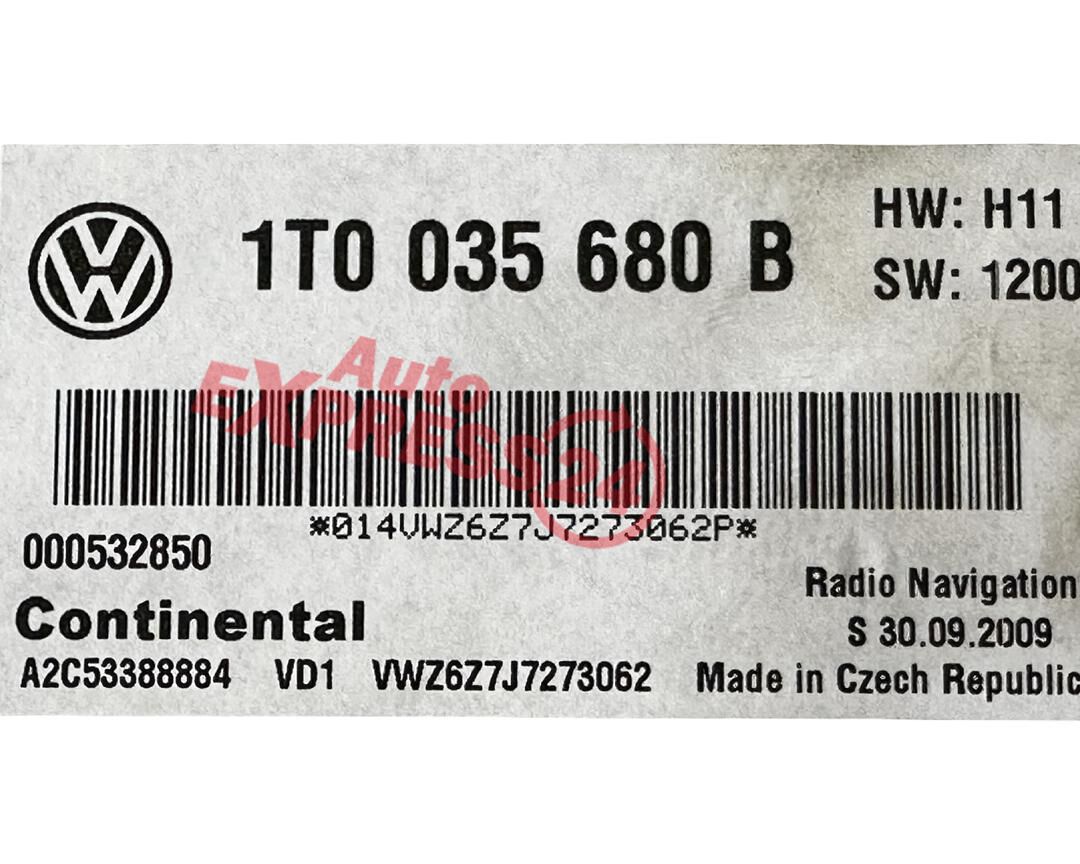 1T0 035 680 B
HW: H11
SW: 1200
Auto
EXPRESS24
*014VWZ6Z7J7273062P*
000532850
Continental
A2C53388884 VD1 VWZ6Z7J7273062
Radio Navigation
S 30.09.2009
Made in Czech Republic